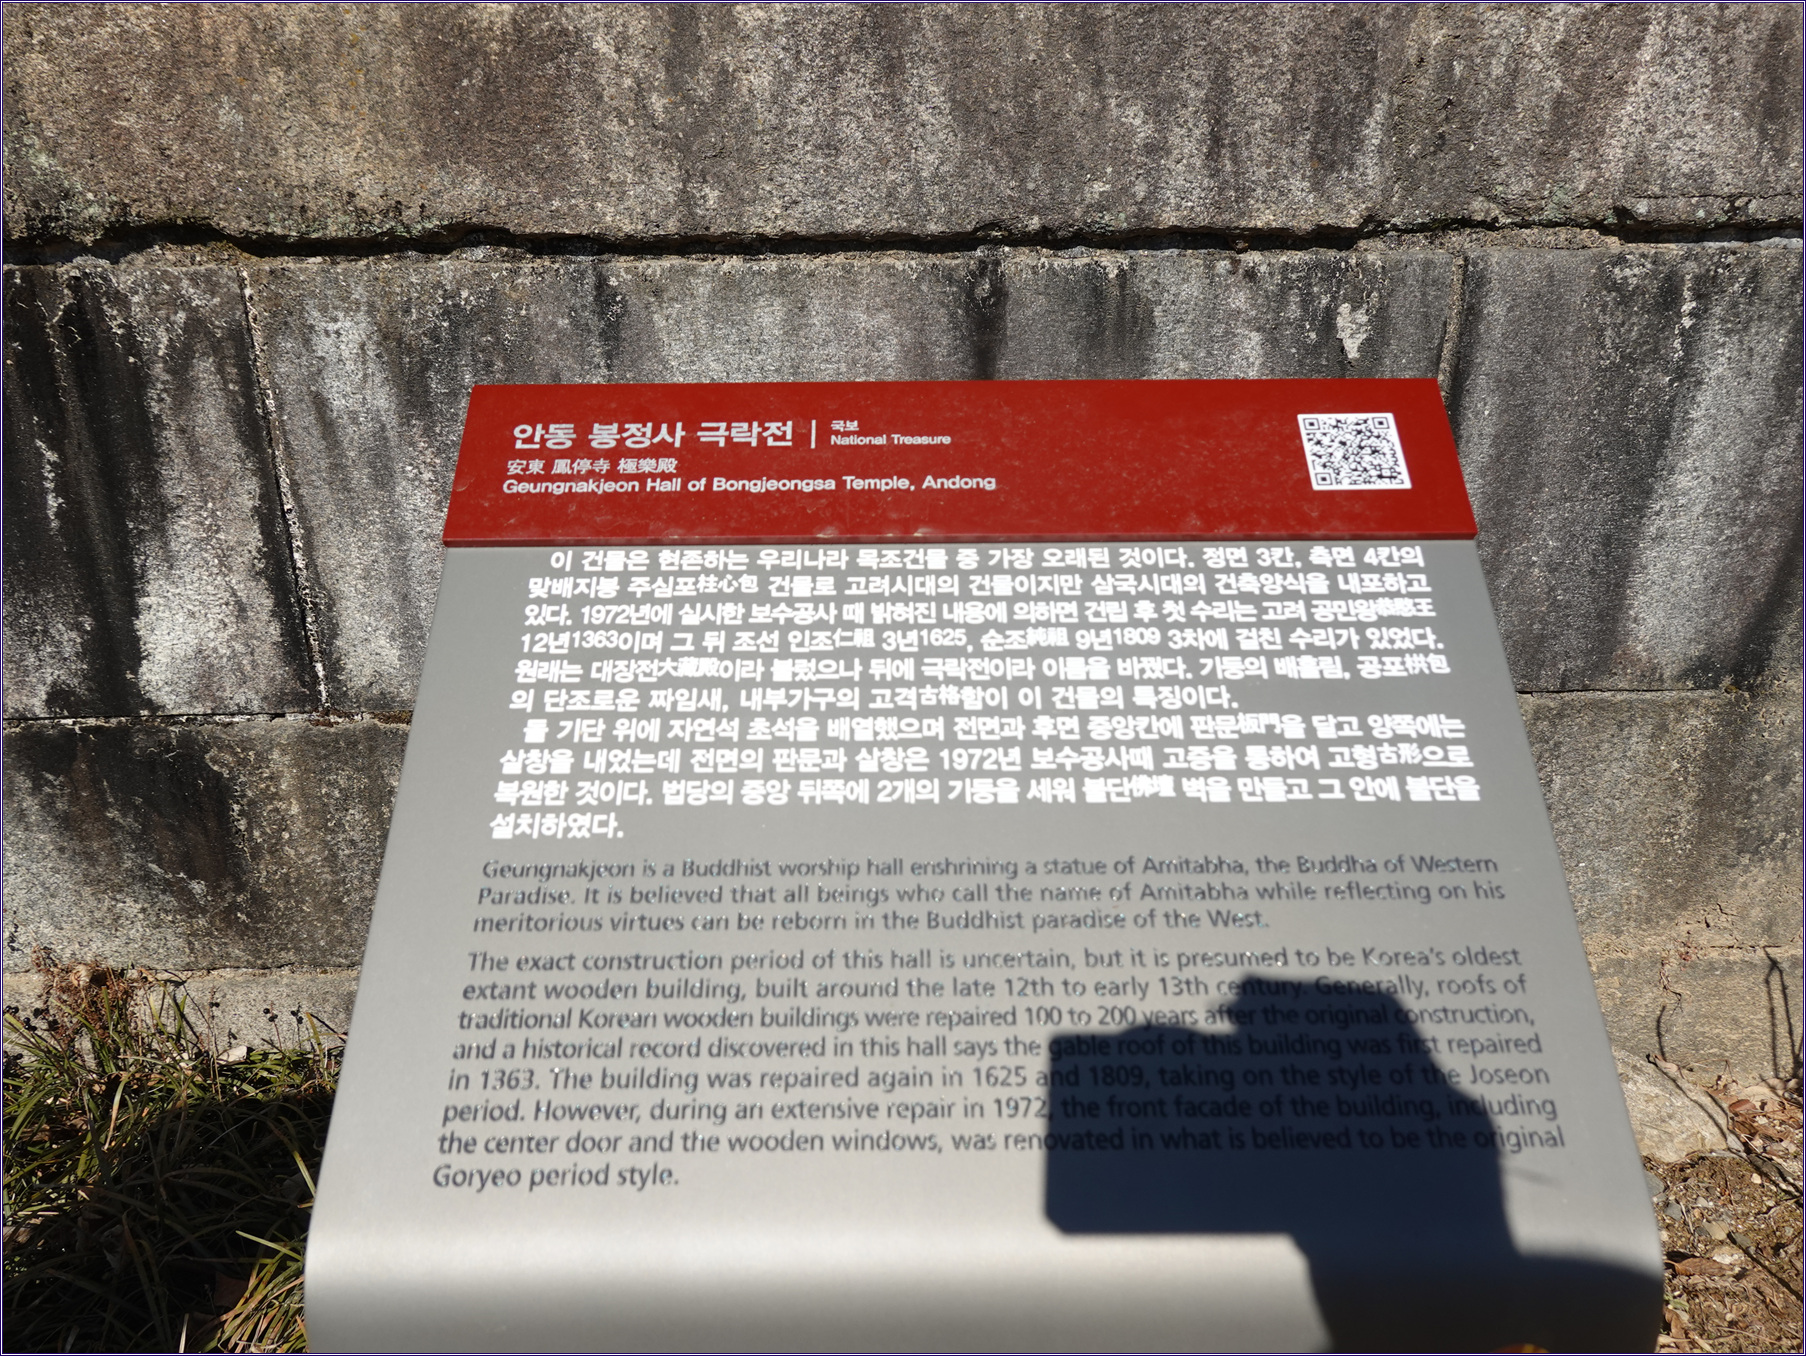 안동 봉정사 극락전 | 국보
National Treasure
安東 鳳停寺 極樂殿
Geungnakjeon Hall of Bongjeongsa Temple, Andong
이 건물은 현존하는 우리나라 목조건물 중 가장 오래된 것이다. 정면 3칸, 측면 4칸의
맞배지붕 주심포柱心包 건물로 고려시대의 건물이지만 삼국시대의 건축양식을 내포하고
있다. 1972년에 실시한 보수공사 때 밝혀진 내용에 의하면 건립 후 첫 수리는 고려 공민왕恭愍王
12년1363이며 그 뒤 조선 인조仁祖 3년1625, 순조純祖 9년1809 3차에 걸친 수리가 있었다.
원래는 대장전大藏殿이라 불렀으나 뒤에 극락전이라 이름을 바꿨다. 기둥의 배흘림, 공포栱包
의 단조로운 짜임새, 내부가구의 고격古格함이 이 건물의 특징이다.
돌 기단 위에 자연석 초석을 배열했으며 전면과 후면 중앙칸에 판문板門을 달고 양쪽에는
살창을 내었는데 전면의 판문과 살창은 1972년 보수공사때 고증을 통하여 고형古形으로
복원한 것이다. 법당의 중앙 뒤쪽에 2개의 기둥을 세워 불단佛壇 벽을 만들고 그 안에 불단을
설치하였다.
Geungnakjeon is a Buddhist worship hall enshrining a statue of Amitabha, the Buddha of Western
Paradise. It is believed that all beings who call the name of Amitabha while reflecting on his
meritorious virtues can be reborn in the Buddhist paradise of the West.
The exact construction period of this hall is uncertain, but it is presumed to be Korea's oldest
extant wooden building, built around the late 12th to early 13th century. Generally, roofs of
traditional Korean wooden buildings were repaired 100 to 200 years after the original construction,
and a historical record discovered in this hall says the gable roof of this building was first repaired
in 1363. The building was repaired again in 1625 and 1809, taking on the style of the Joseon
period. However, during an extensive repair in 1972, the front facade of the building, including
the center door and the wooden windows, was renovated in what is believed to be the original
Goryeo period style.